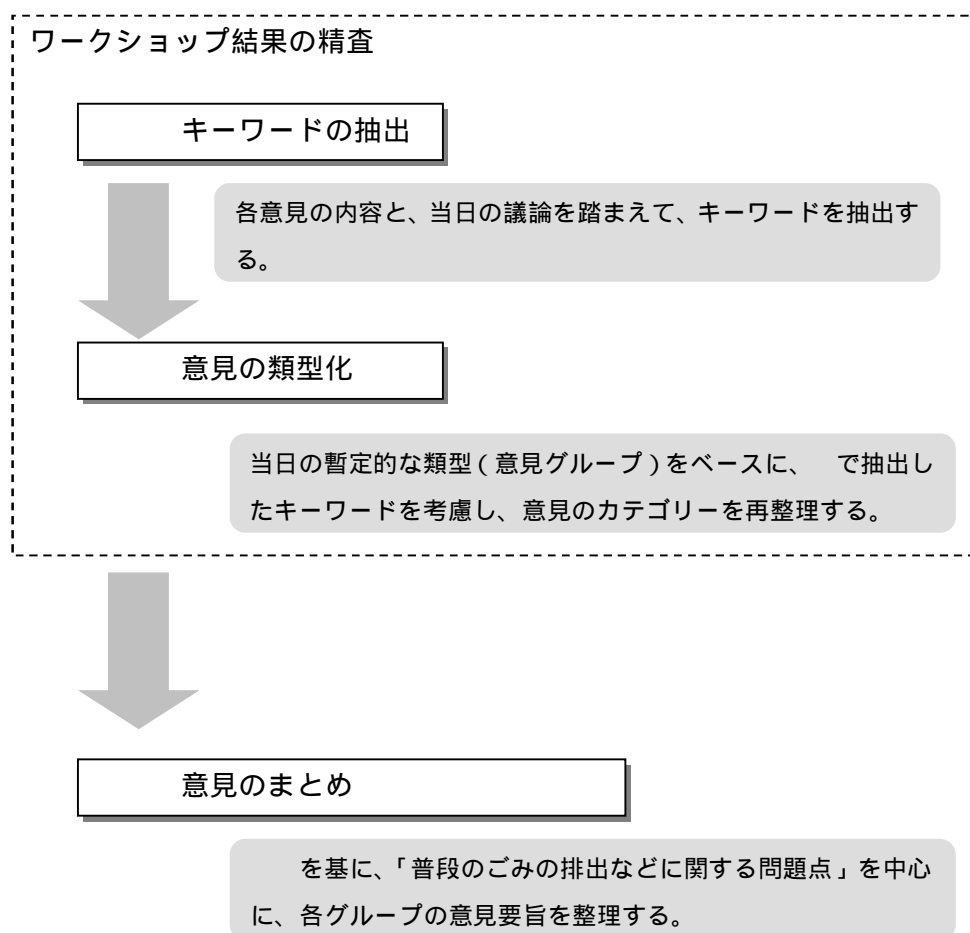 ワークショップ結果の精査
キーワードの抽出
各意見の内容と、当日の議論を踏まえて、キーワードを抽出す
る。
意見の類型化
当日の暫定的な類型(意見グループ)をベースに、　で抽出し
たキーワードを考慮し、意見のカテゴリーを再整理する。
意見のまとめ
を基に、「普段のごみの排出などに関する問題点」を中心
に、各グループの意見要旨を整理する。